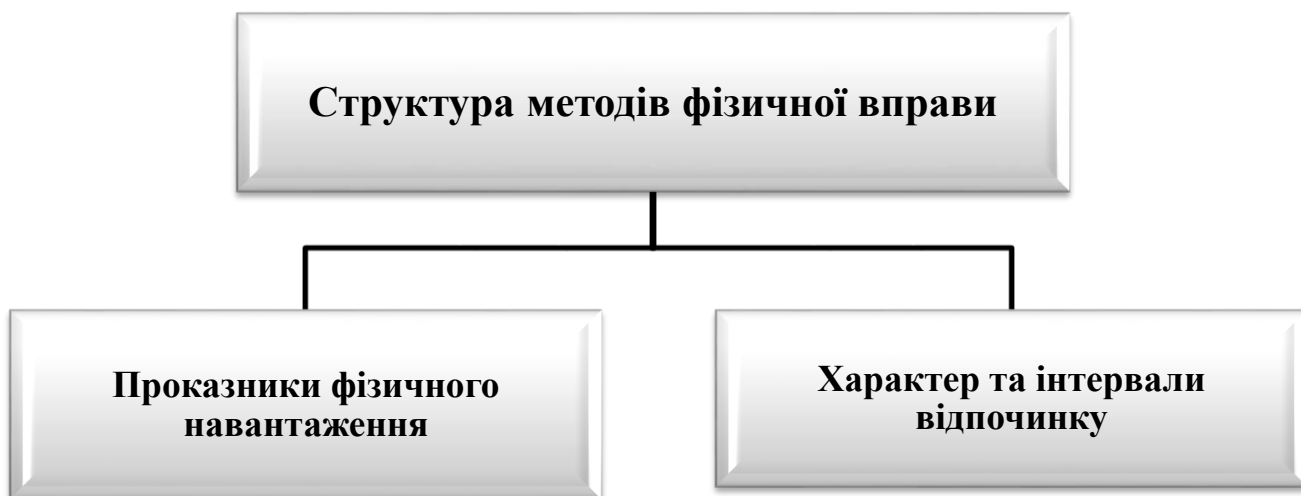 Структура методів фізичної вправи
Проказники фізичного
навантаження
Характер та інтервали
відпочинку